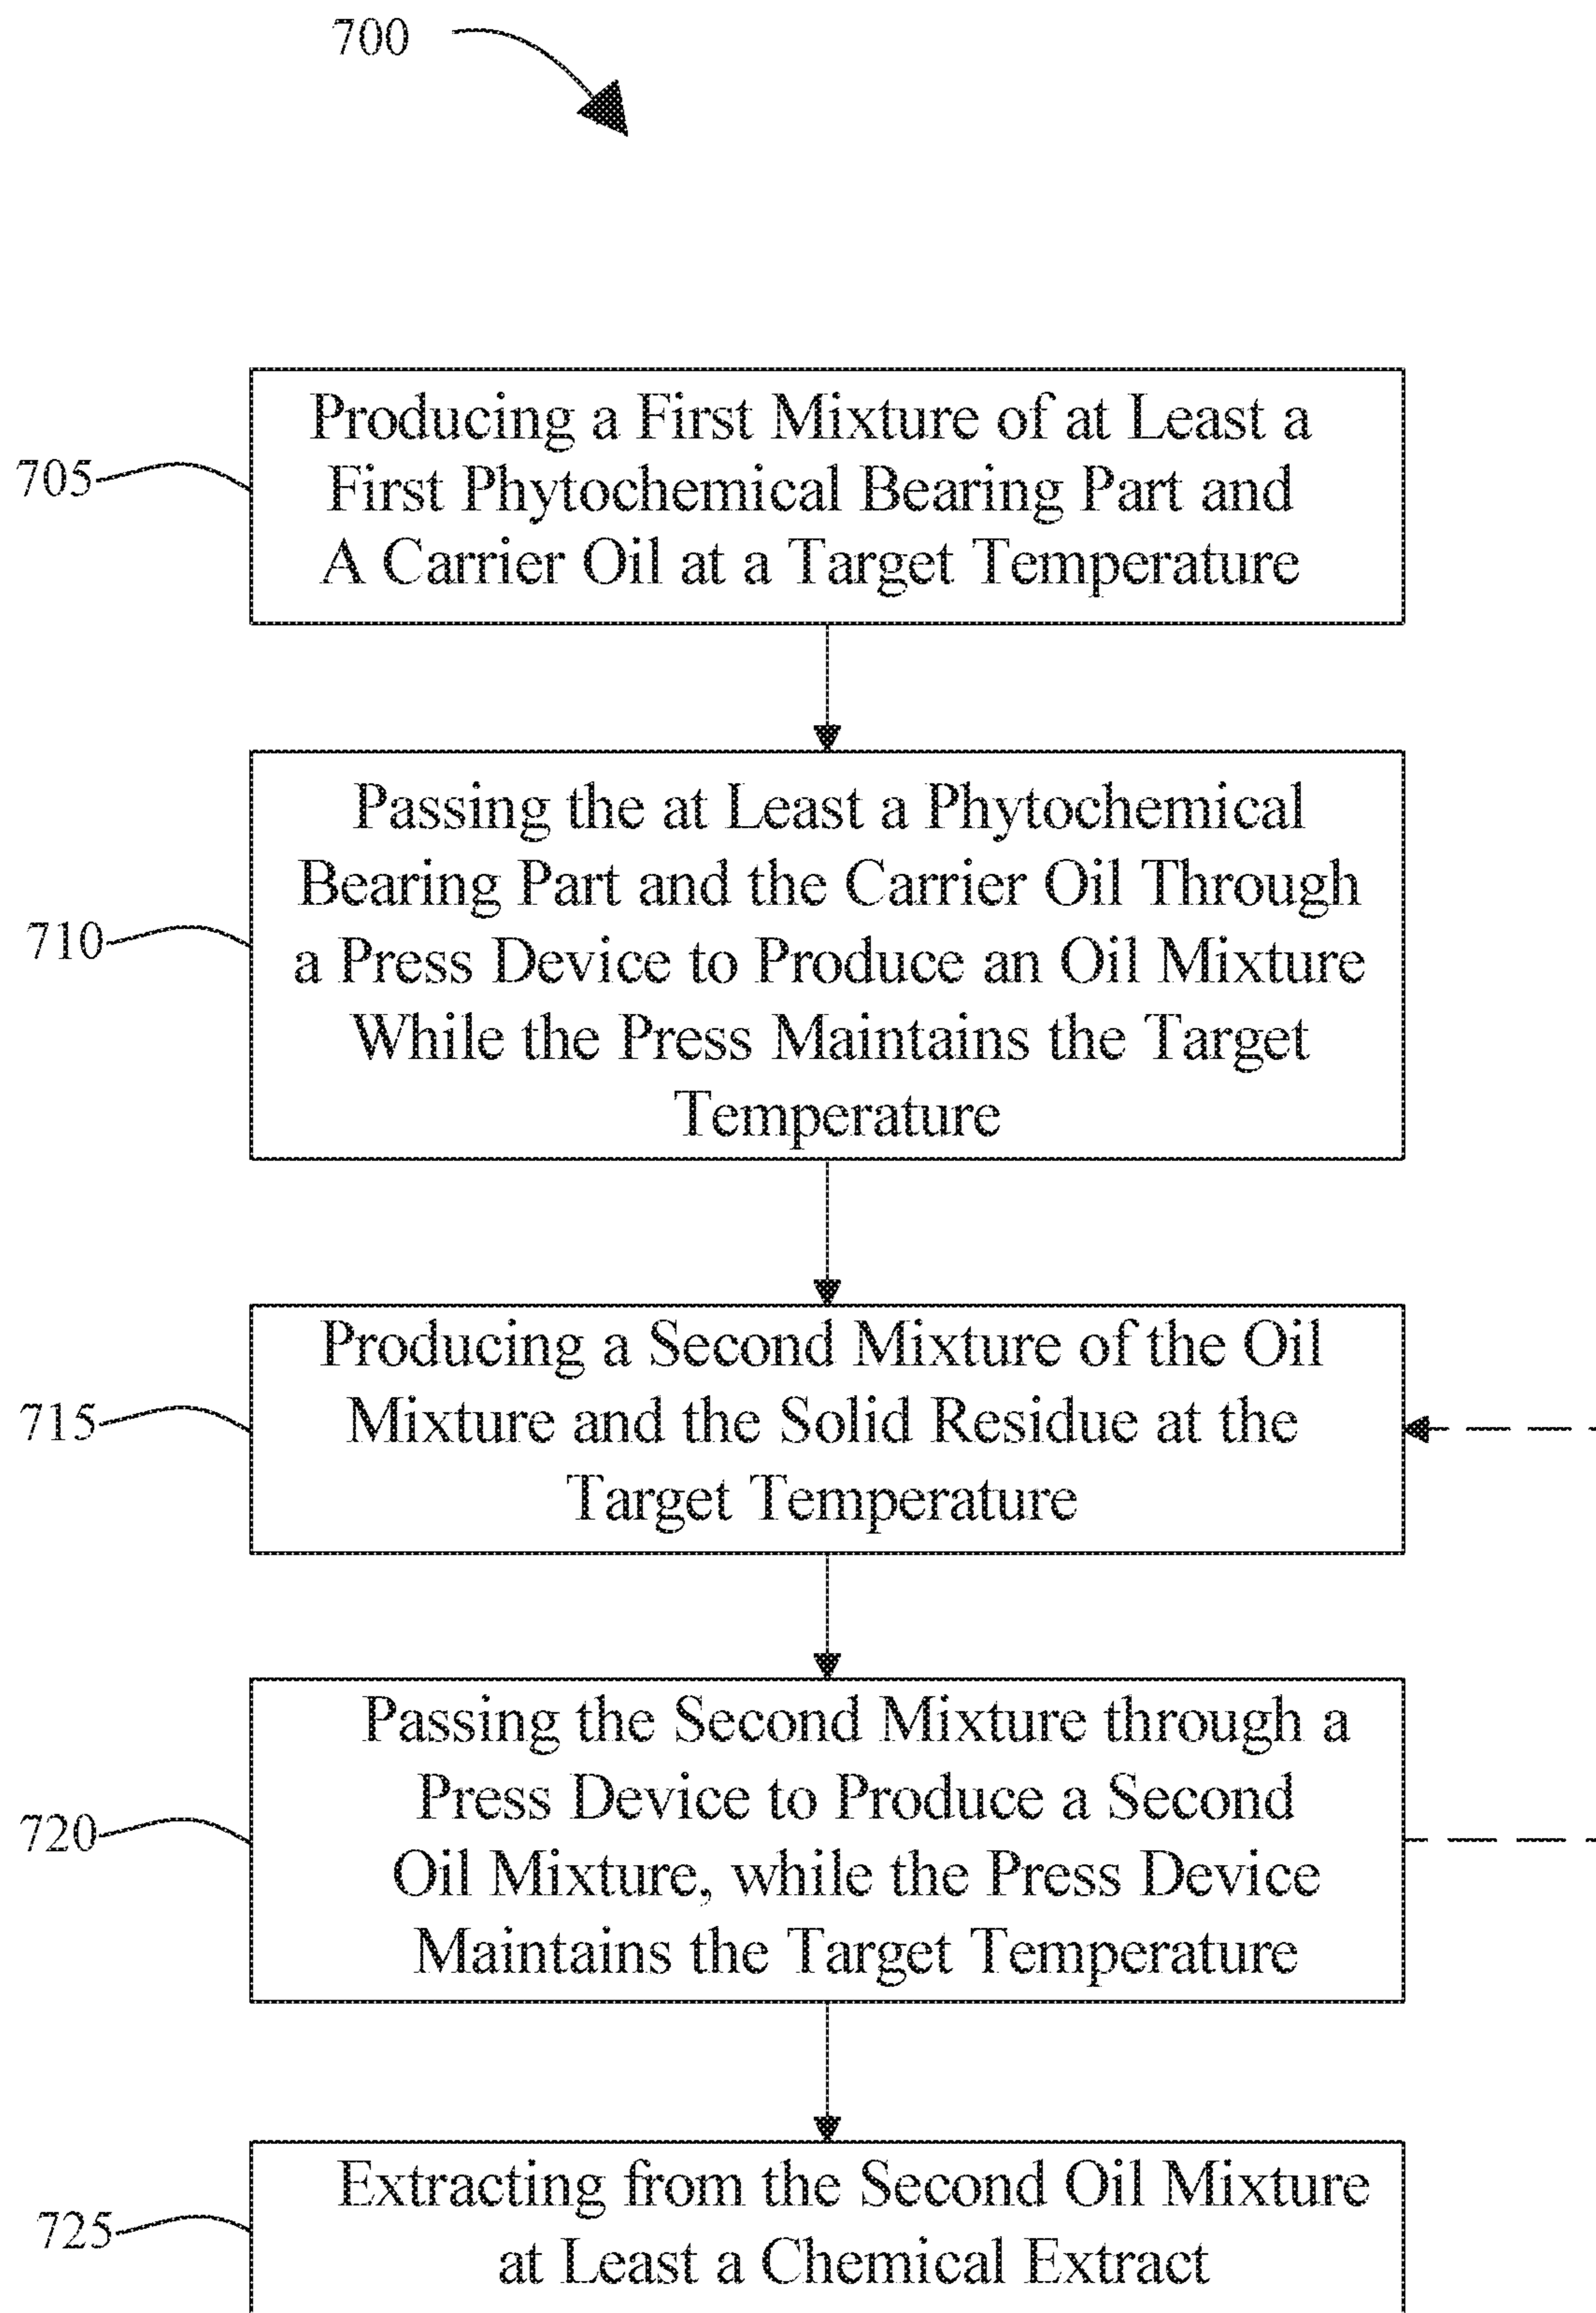 700
705
Producing a First Mixture of at Least a
First Phytochemical Bearing Part and
A Carrier Oil at a Target Temperature
710
Passing the at Least a Phytochemical
Bearing Part and the Carrier Oil Through
a Press Device to Produce an Oil Mixture
While the Press Maintains the Target
Temperature
715
Producing a Second Mixture of the Oil
Mixture and the Solid Residue at the
Target Temperature
720
Passing the Second Mixture through a
Press Device to Produce a Second
Oil Mixture, while the Press Device
Maintains the Target Temperature
725
Extracting from the Second Oil Mixture
at Least a Chemical Extract